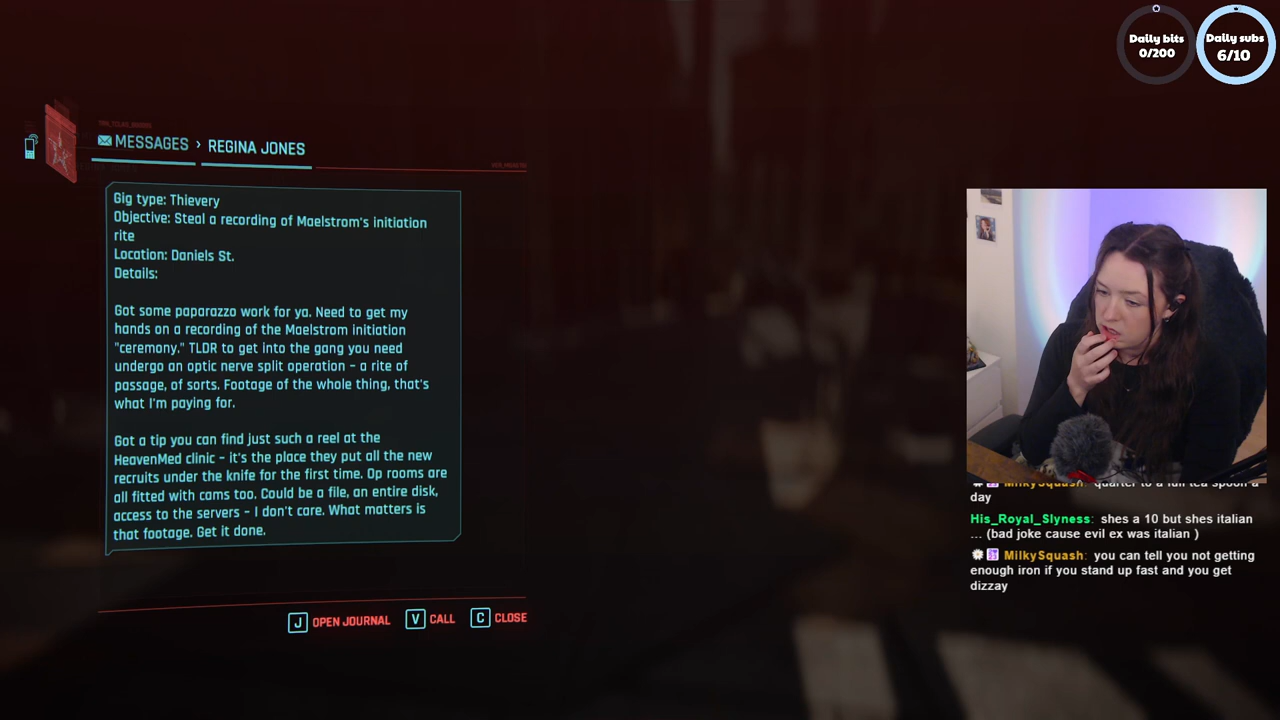 Daily bits
0/200
Daily subs
6/10
MESSAGES › REGINA JONES
Gig type: Thievery
Objective: Steal a recording of Maelstrom's initiation
rite
Location: Daniels St.
Details:
Got some paparazzo work for ya. Need to get my
hands on a recording of the Maelstrom initiation
"ceremony." TLDR to get into the gang you need
undergo an optic nerve split operation – a rite of
passage, of sorts. Footage of the whole thing, that's
what I'm paying for.
Got a tip you can find just such a reel at the
HeavenMed clinic – it's the place they put all the new
recruits under the knife for the first time. Op rooms are
all fitted with cams too. Could be a file, an entire disk,
access to the servers – I don't care. What matters is
that footage. Get it done.
J OPEN JOURNAL V CALL C CLOSE
MilkySquash: quarter to a full tea spoon a
day
His_Royal_Slyness: shes a 10 but shes italian
... (bad joke cause evil ex was italian )
MilkySquash: you can tell you not getting
enough iron if you stand up fast and you get
dizzay